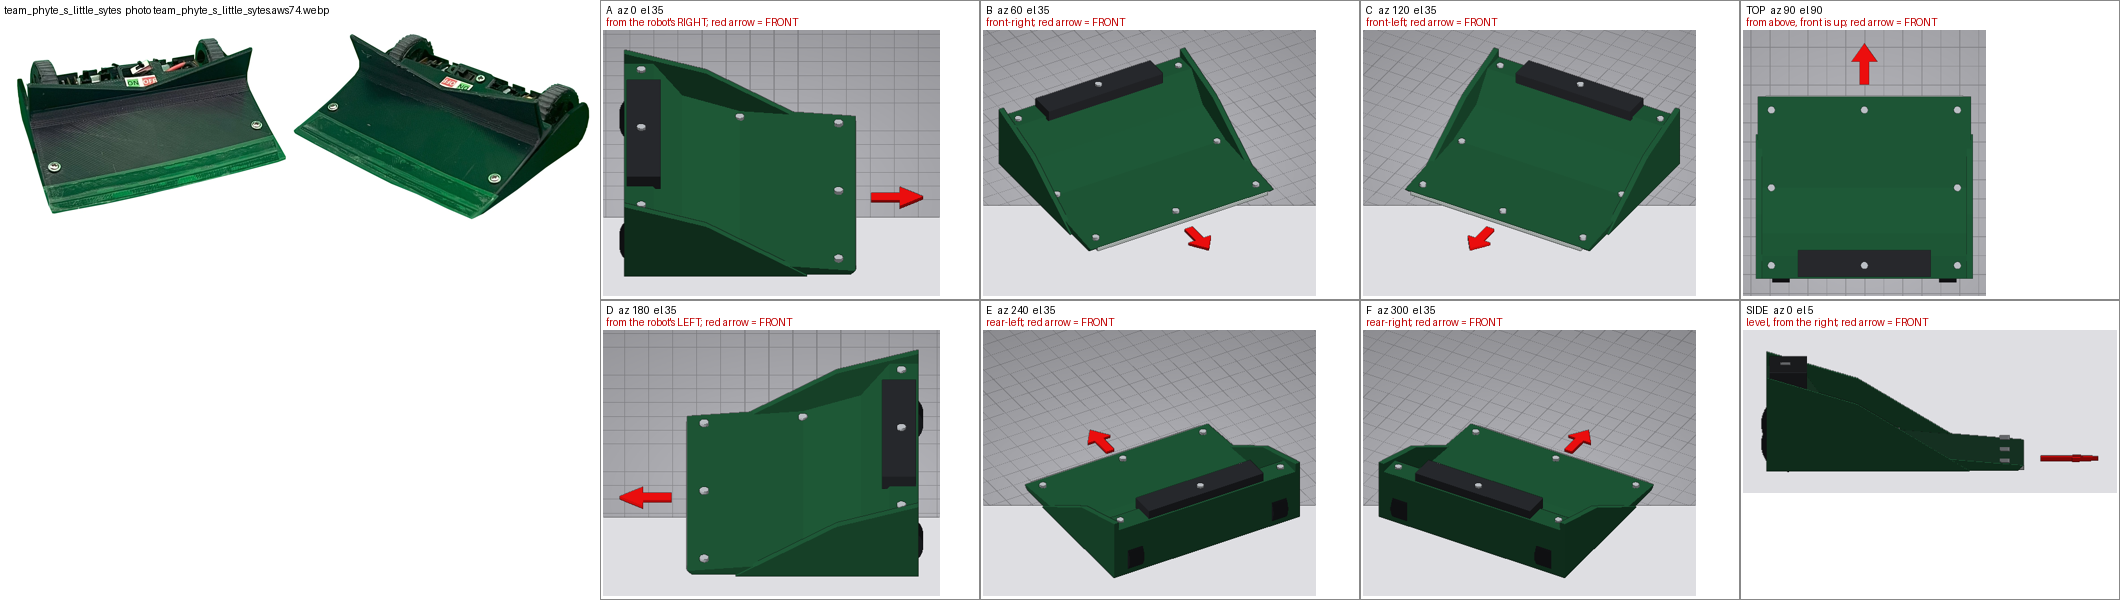 team_phyte_s_little_sytes photo team_phyte_s_little_sytes.aws74.webp
A az 0 el 35
from the robot's RIGHT; red arrow = FRONT
B az 60 el 35
front-right; red arrow = FRONT
C az 120 el 35
front-left; red arrow = FRONT
TOP az 90 el 90
from above, front is up; red arrow = FRONT
D az 180 el 35
from the robot's LEFT; red arrow = FRONT
E az 240 el 35
rear-left; red arrow = FRONT
F az 300 el 35
rear-right; red arrow = FRONT
SIDE az 0 el 5
level, from the right; red arrow = FRONT